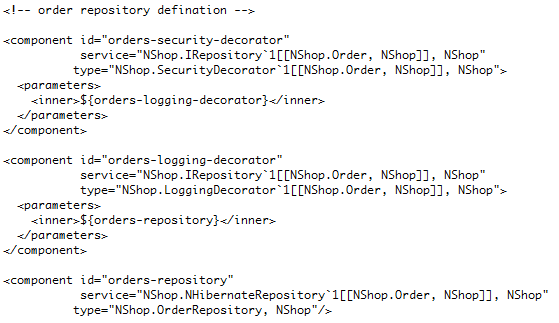 <!-- order repository defination -->
<component id="orders-security-decorator"
service="NShop.IRepository`1[[NShop.Order, NShop]], NShop"
type="NShop.SecurityDecorator`1[[NShop.Order, NShop]], NShop">
<parameters>
<inner>${orders-logging-decorator}</inner>
</parameters>
</component>
<component id="orders-logging-decorator"
service="NShop.IRepository`1[[NShop.Order, NShop]], NShop"
type="NShop.LoggingDecorator`1[[NShop.Order, NShop]], NShop">
<parameters>
<inner>${orders-repository}</inner>
</parameters>
</component>
<component id="orders-repository"
service="NShop.NHibernateRepository`1[[NShop.Order, NShop]], NShop"
type="NShop.OrderRepository, NShop"/>